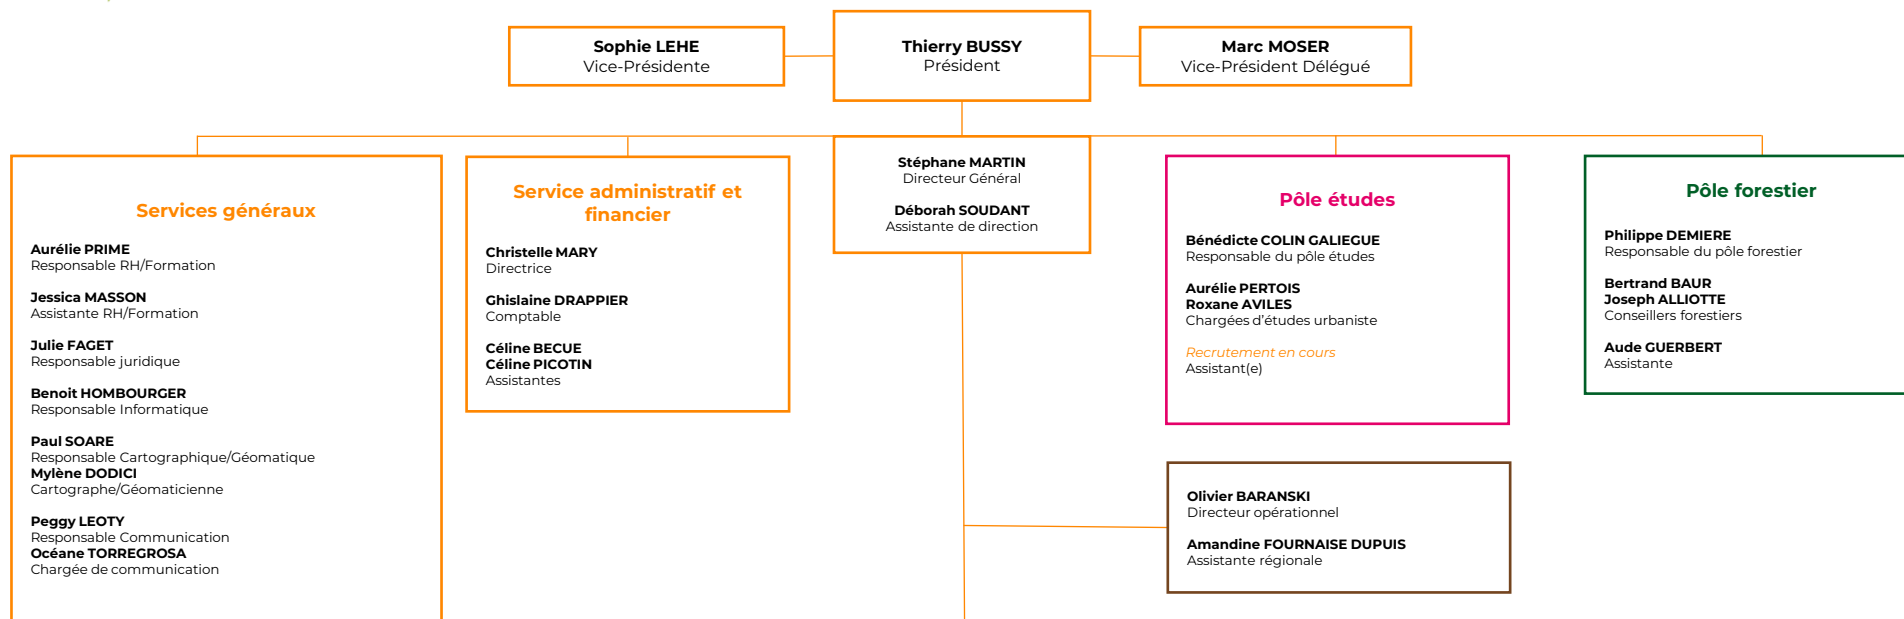 Sophie LEHE
Vice-Présidente
Thierry BUSSY
Président
Marc MOSER
Vice-Président Délégué
Services généraux
Aurélie PRIME
Responsable RH/Formation
Jessica MASSON
Assistante RH/Formation
Julie FAGET
Responsable juridique
Benoit HOMBOURGER
Responsable Informatique
Paul SOARE
Responsable Cartographique/Géomatique
Mylène DODICI
Cartographe/Géomaticienne
Peggy LEOTY
Responsable Communication
Océane TORREGROSA
Chargée de communication
Service administratif et
financier
Christelle MARY
Directrice
Ghislaine DRAPPIER
Comptable
Céline BECUE
Céline PICOTIN
Assistantes
Stéphane MARTIN
Directeur Général
Déborah SOUDANT
Assistante de direction
Pôle études
Bénédicte COLIN GALIEGUE
Responsable du pôle études
Aurélie PERTOIS
Roxane AVILES
Chargées d’études urbaniste
Recrutement en cours
Assistant(e)
Olivier BARANSKI
Directeur opérationnel
Amandine FOURNAISE DUPUIS
Assistante régionale
Pôle forestier
Philippe DEMIERE
Responsable du pôle forestier
Bertrand BAUR
Joseph ALLIOTTE
Conseillers forestiers
Aude GUERBERT
Assistante